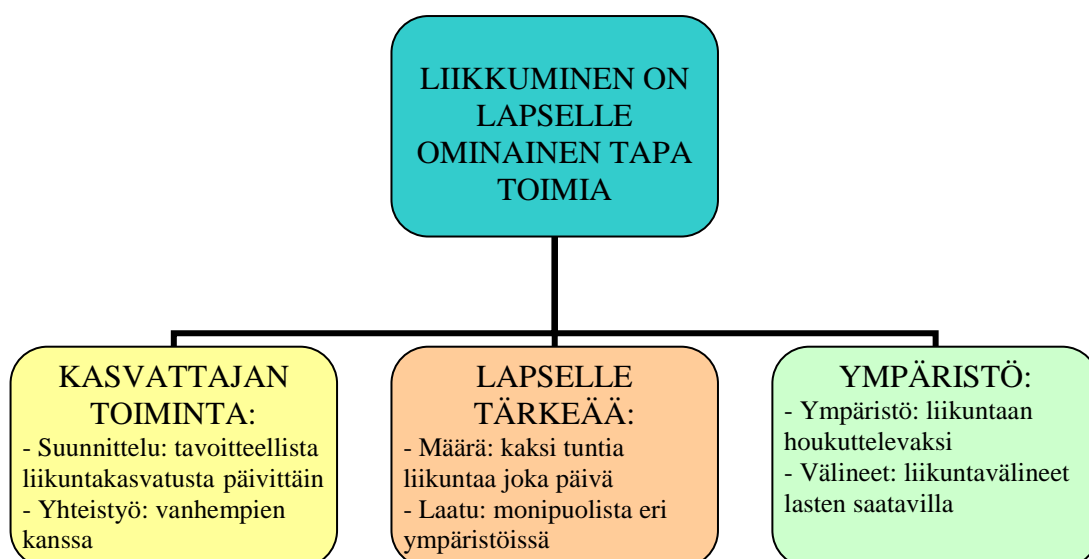 LIIKKUMINEN ON
LAPSELLE
OMINAINEN TAPA
TOIMIA
KASVATTAJAN
TOIMINTA:
- Suunnittelu: tavoitteellista
liikuntakasvatusta päivittäin
- Yhteistyö: vanhempien
kanssa
LAPSELLE
TÄRKEÄÄ:
- Määrä: kaksi tuntia
liikuntaa joka päivä
- Laatu: monipuolista eri
ympäristöissä
YMPÄRISTÖ:
- Ympäristö: liikuntaan
houkuttelevaksi
- Välineet: liikuntavälineet
lasten saatavilla